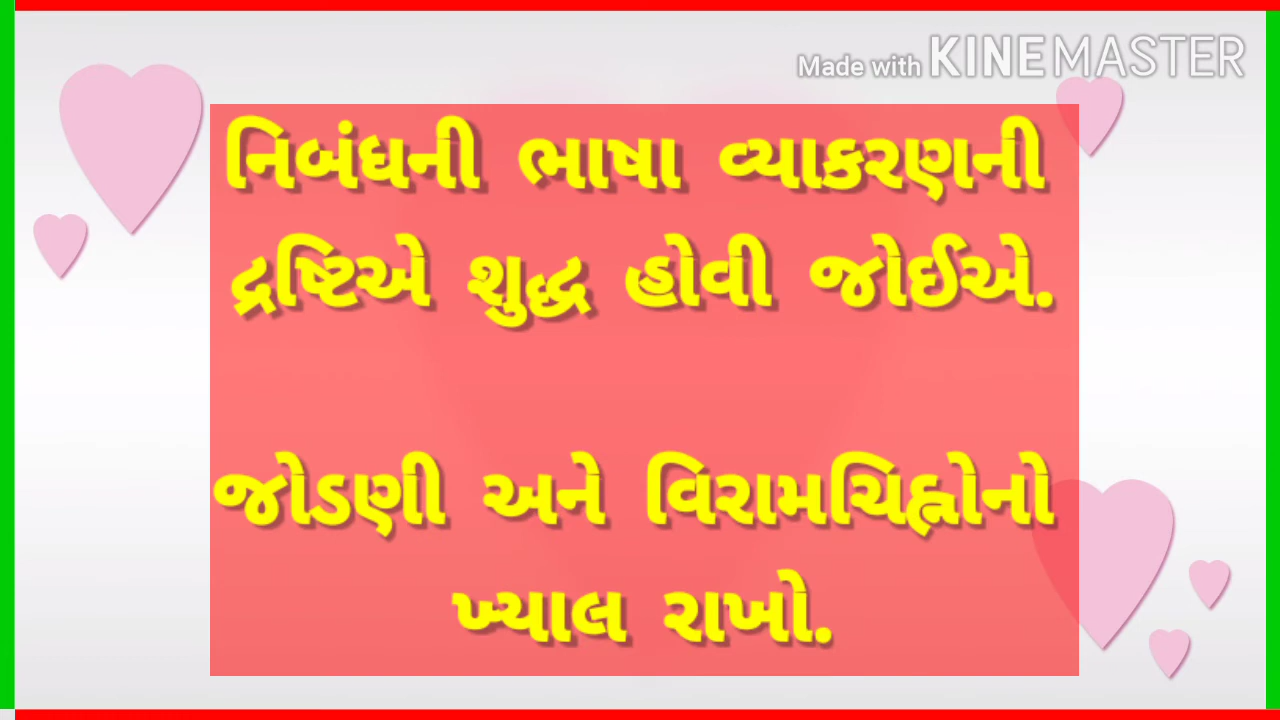 Made with KINEMASTER
નિબંધની ભાષા વ્યાકરણની
દ્રષ્ટિએ શુદ્ધ હોવી જોઈએ.
જોડણી અને વિરામચિહ્નોનો
ખ્યાલ રાખો.